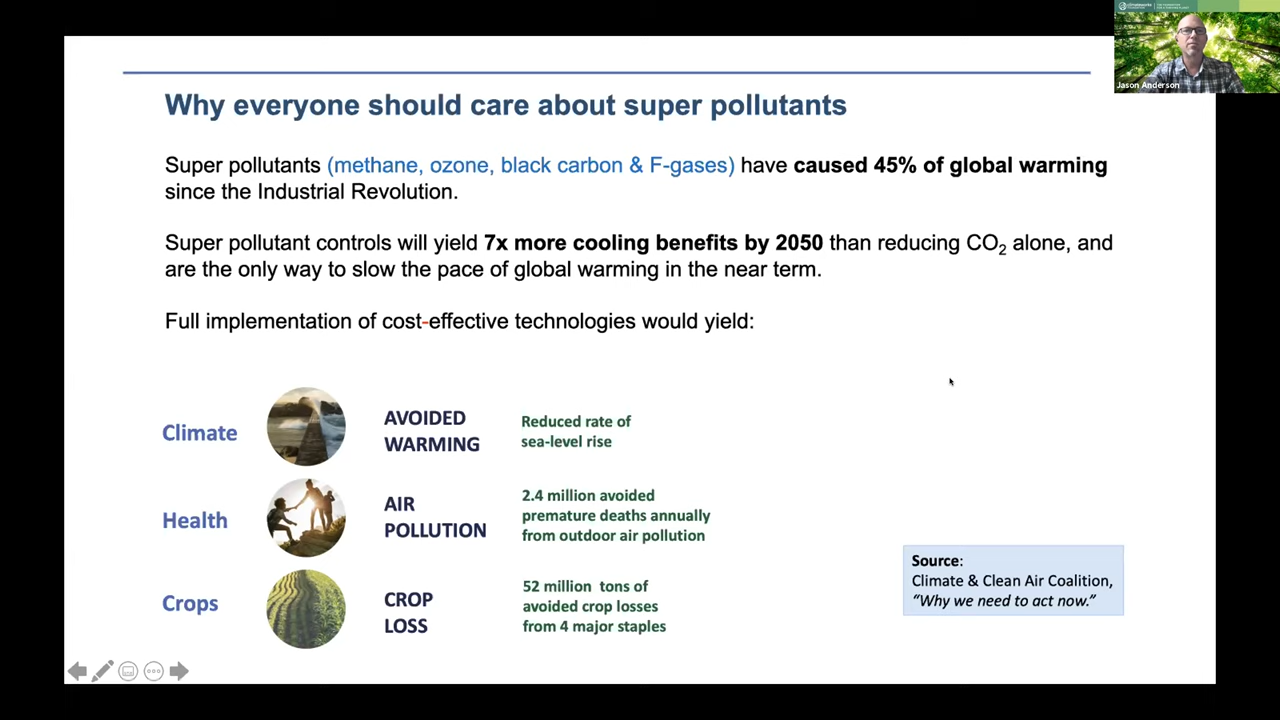 climateworks
FOUNDATION
Jason Anderson
Why everyone should care about super pollutants
Super pollutants (methane, ozone, black carbon & F-gases) have caused 45% of global warming
since the Industrial Revolution.
Super pollutant controls will yield 7x more cooling benefits by 2050 than reducing CO₂ alone, and
are the only way to slow the pace of global warming in the near term.
Full implementation of cost-effective technologies would yield:
Climate
AVOIDED
WARMING
Reduced rate of
sea-level rise
Health
AIR
POLLUTION
2.4 million avoided
premature deaths annually
from outdoor air pollution
Crops
CROP
LOSS
52 million tons of
avoided crop losses
from 4 major staples
Source:
Climate & Clean Air Coalition,
“Why we need to act now.”